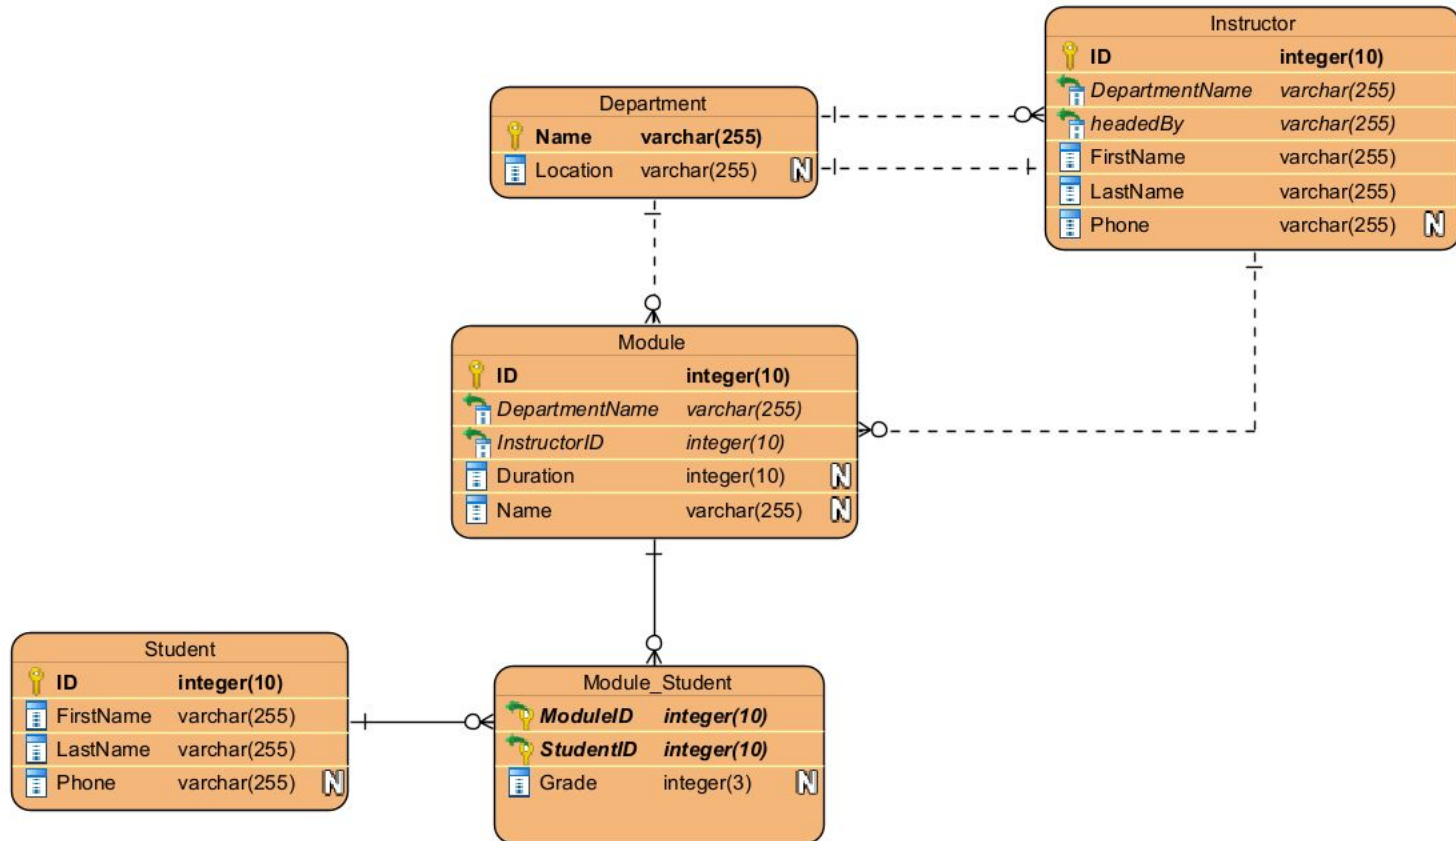 Instructor
ID integer(10)
DepartmentName varchar(255)
headedBy varchar(255)
FirstName varchar(255)
LastName varchar(255)
Phone varchar(255) N
Department
Name varchar(255)
Location varchar(255) N
Module
ID integer(10)
DepartmentName varchar(255)
InstructorID integer(10)
Duration integer(10) N
Name varchar(255) N
Student
ID integer(10)
FirstName varchar(255)
LastName varchar(255)
Phone varchar(255) N
Module_Student
ModuleID integer(10)
StudentID integer(10)
Grade integer(3) N